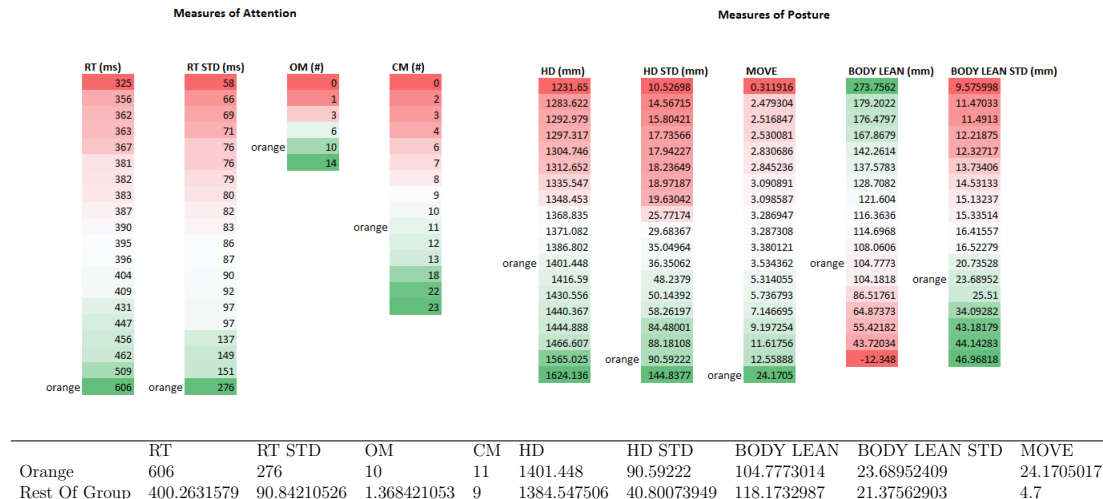 Measures of Attention
RT (ms) RT STD (ms) OM (#) CM (#)
325 58 0 0
356 66 1 2
362 69 3 3
363 71 6 4
367 76 orange 10 6
381 76 14 7
382 79 8
383 80 9
387 82 10
390 83 orange 11
395 86 12
396 87 13
404 90 18
409 92 22
431 97 23
447 97
456 137
462 149
509 151
orange 606 orange 276
Measures of Posture
HD (mm) HD STD (mm) MOVE BODY LEAN (mm) BODY LEAN STD (mm)
1231.65 10.52698 0.311916 273.7562 9.575998
1283.622 14.56715 2.479304 179.2022 11.47033
1292.979 15.80421 2.516847 176.4797 11.4913
1297.317 17.73566 2.530081 167.8679 12.21875
1304.746 17.94227 2.830686 142.2614 12.32717
1312.652 18.23649 2.845236 137.5783 13.73406
1335.547 18.97187 3.090891 128.7082 14.53133
1348.453 19.63042 3.098587 121.604 15.13237
1368.835 25.77174 3.286947 116.3636 15.33514
1371.082 29.68367 3.287308 114.6968 16.41557
1386.802 35.04964 3.380121 108.0606 16.52279
orange 1401.448 36.35062 3.534362 orange 104.7773 20.73528
1416.59 48.2379 5.314055 104.1818 orange 23.68952
1430.556 50.14392 5.736793 86.51761 25.51
1440.367 58.26197 7.146695 64.87373 34.09282
1444.888 84.48001 9.197254 55.42182 43.18179
1466.607 88.18108 11.61756 43.72034 44.14283
1565.025 orange 90.59222 12.55888 -12.348 46.96818
1624.136 144.8377 orange 24.1705
RT RT STD OM CM HD HD STD BODY LEAN BODY LEAN STD MOVE
Orange 606 276 10 11 1401.448 90.59222 104.7773014 23.68952409 24.1705017
Rest Of Group 400.2631579 90.84210526 1.368421053 9 1384.547506 40.80073949 118.1732987 21.37562903 4.7